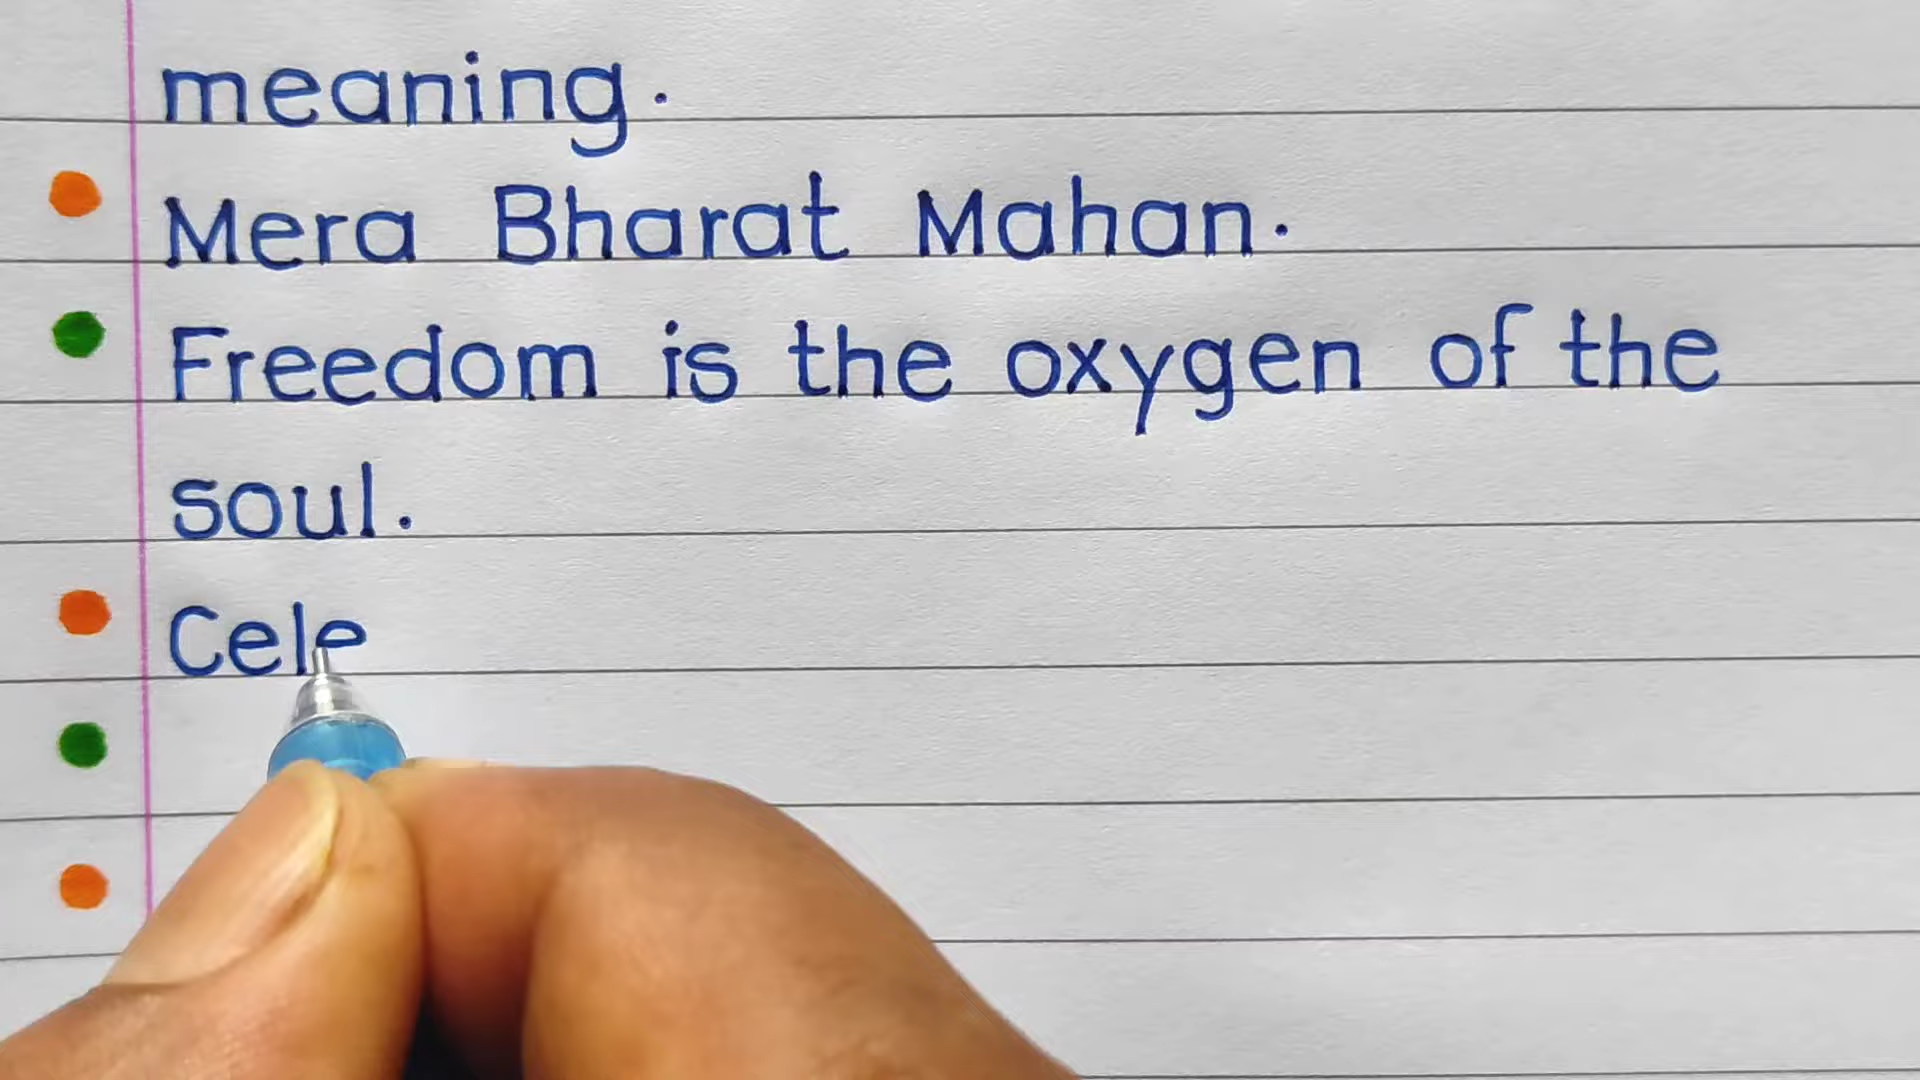 meaning.
Mera Bharat Mahan.
Freedom is the oxygen of the
soul.
Cele